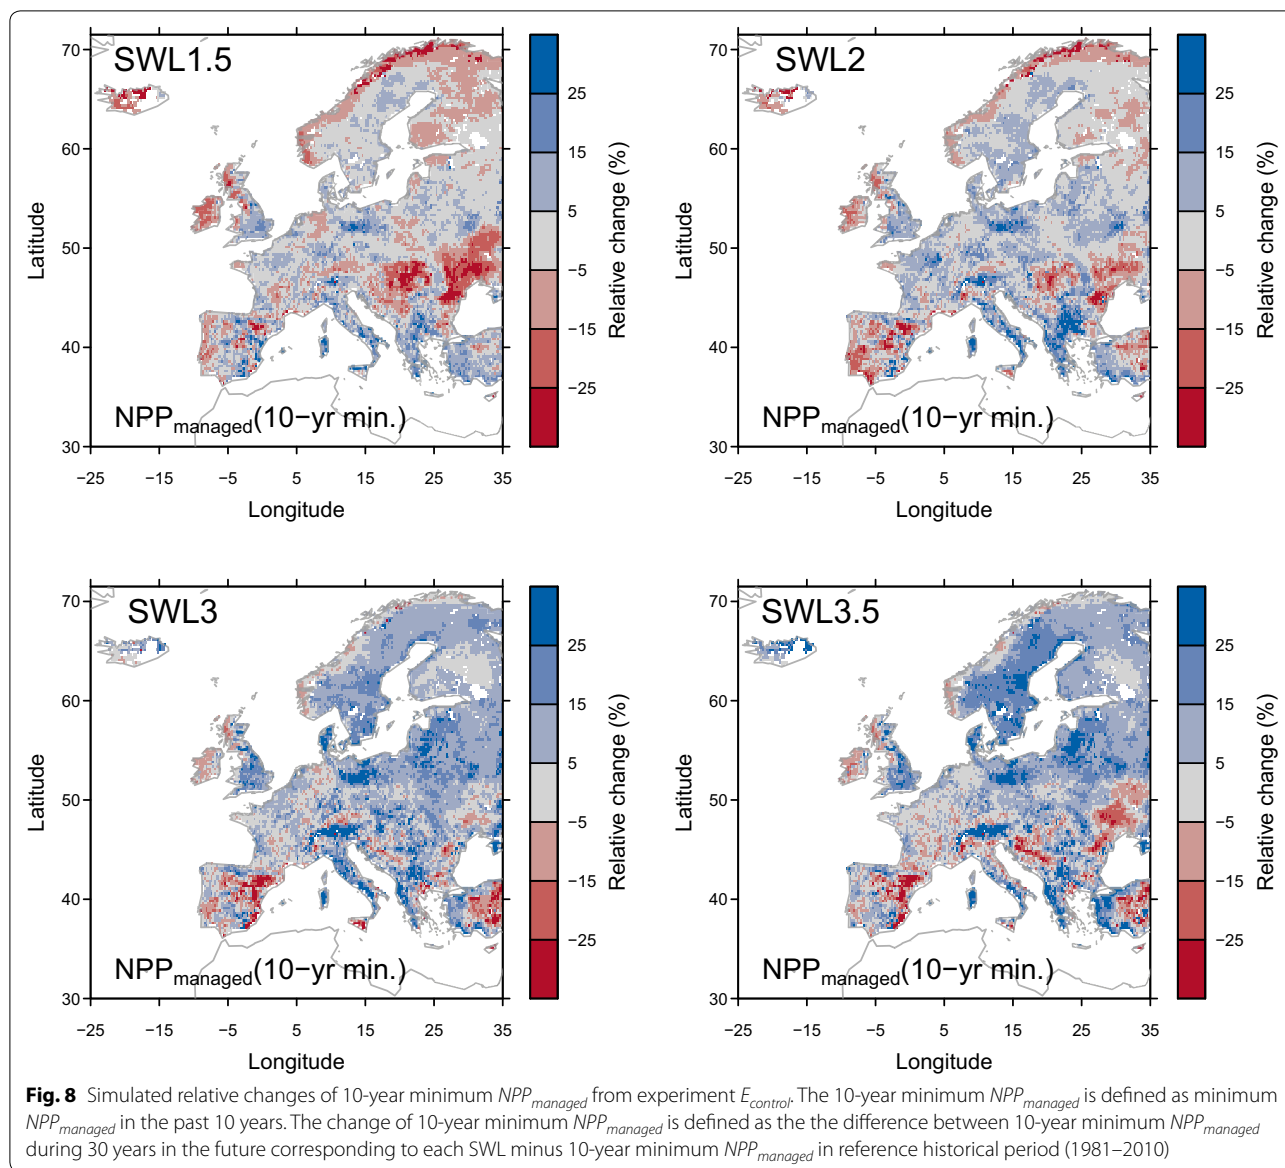 SWL1.5
70
60
50
40
30
Latitude
NPPmanaged(10−yr min.)
−25 −15 −5 5 15 25 35
Longitude
25
15
5
−5
−15
−25
Relative change (%)
SWL2
70
60
50
40
30
Latitude
NPPmanaged(10−yr min.)
−25 −15 −5 5 15 25 35
Longitude
25
15
5
−5
−15
−25
Relative change (%)
SWL3
70
60
50
40
30
Latitude
NPPmanaged(10−yr min.)
−25 −15 −5 5 15 25 35
Longitude
25
15
5
−5
−15
−25
Relative change (%)
SWL3.5
70
60
50
40
30
Latitude
NPPmanaged(10−yr min.)
−25 −15 −5 5 15 25 35
Longitude
25
15
5
−5
−15
−25
Relative change (%)
Fig. 8 Simulated relative changes of 10-year minimum NPPmanaged from experiment Econtrol. The 10-year minimum NPPmanaged is defined as minimum
NPPmanaged in the past 10 years. The change of 10-year minimum NPPmanaged is defined as the the difference between 10-year minimum NPPmanaged
during 30 years in the future corresponding to each SWL minus 10-year minimum NPPmanaged in reference historical period (1981–2010)